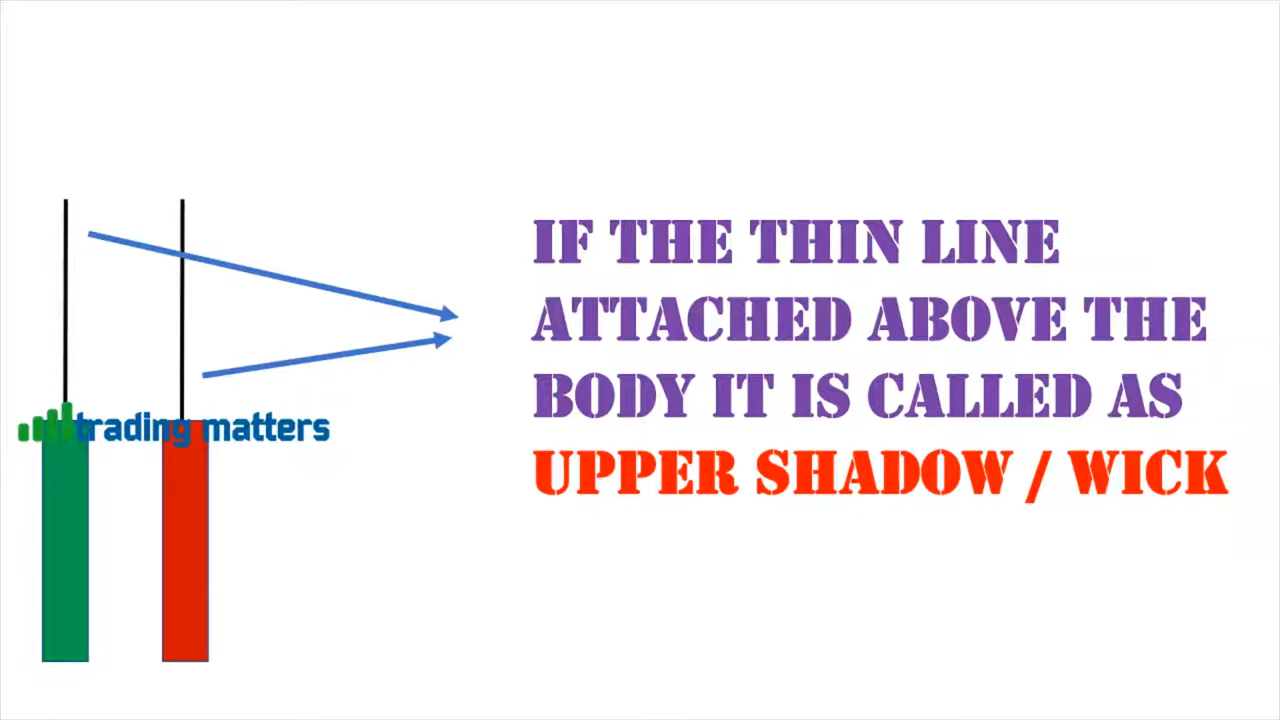 IF THE THIN LINE
ATTACHED ABOVE THE
BODY IT IS CALLED AS
UPPER SHADOW / WICK
trading matters